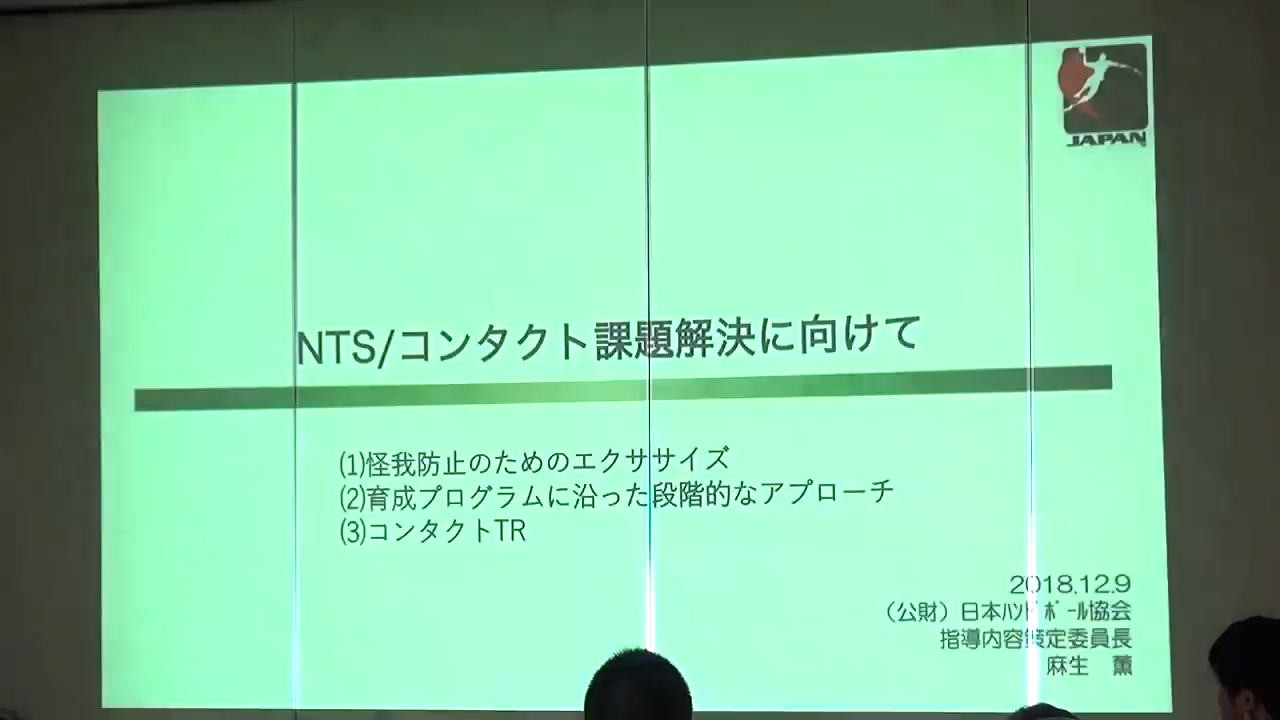 JAPAN
NTS/コンタクト課題解決に向けて
(1)怪我防止のためのエクササイズ
(2)育成プログラムに沿った段階的なアプローチ
(3)コンタクトTR
2018.12.9
（公財）日本ﾊﾝﾄﾞﾎﾞｰﾙ協会
指導内容策定委員長
麻生　薫